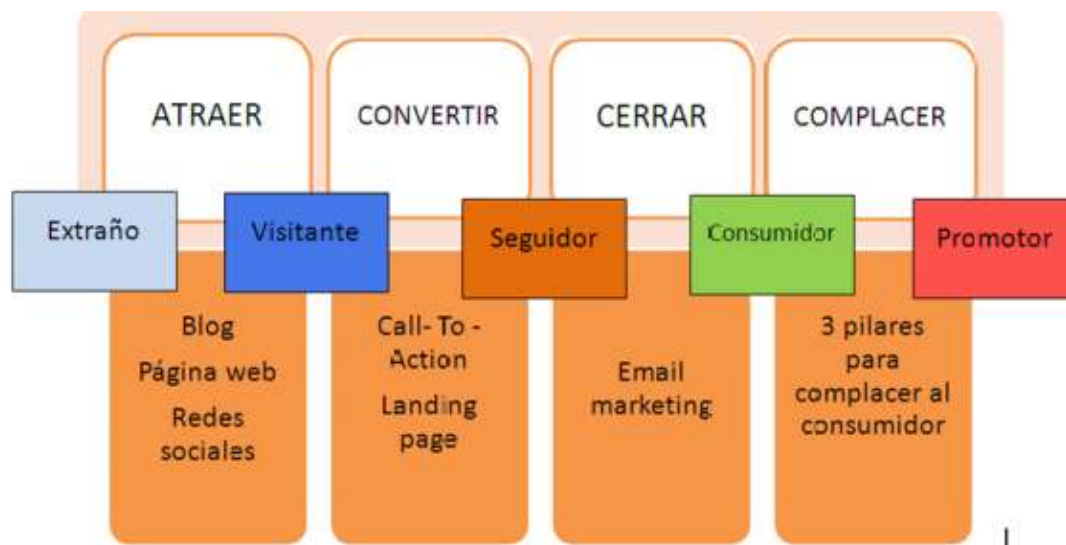 ATRAER
CONVERTIR
CERRAR
COMPLACER
Extraño
Visitante
Seguidor
Consumidor
Promotor
Blog
Página web
Redes
sociales
Call- To -
Action
Landing
page
Email
marketing
3 pilares
para
complacer al
consumidor